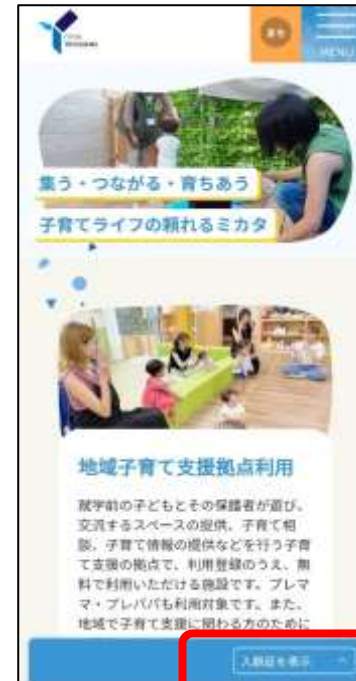 MENU
集う・つながる・育ちあう
子育てライフの頼れるミカタ
地域子育て支援拠点利用
就学前の子どもとその保護者が遊び、
交流するスペースの提供、子育て相
談、子育て情報の提供などを行う子育
て支援の拠点で、利用登録のうえ、無
料で利用いただける施設です。プレマ
マ・プレパパも利用対象です。また、
地域で子育て支援に関わる方のために
入館証を表示